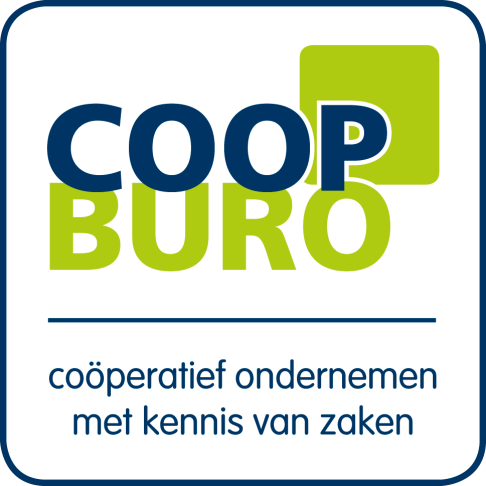 COOP
BURO
coöperatief ondernemen
met kennis van zaken